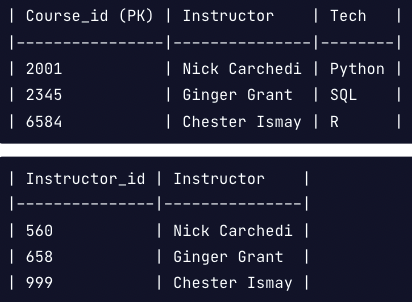 | Course_id (PK) | Instructor    | Tech   |
|----------------|---------------|--------|
| 2001           | Nick Carchedi | Python |
| 2345           | Ginger Grant  | SQL    |
| 6584           | Chester Ismay | R      |
| Instructor_id | Instructor    |
|---------------|---------------|
| 560           | Nick Carchedi |
| 658           | Ginger Grant  |
| 999           | Chester Ismay |